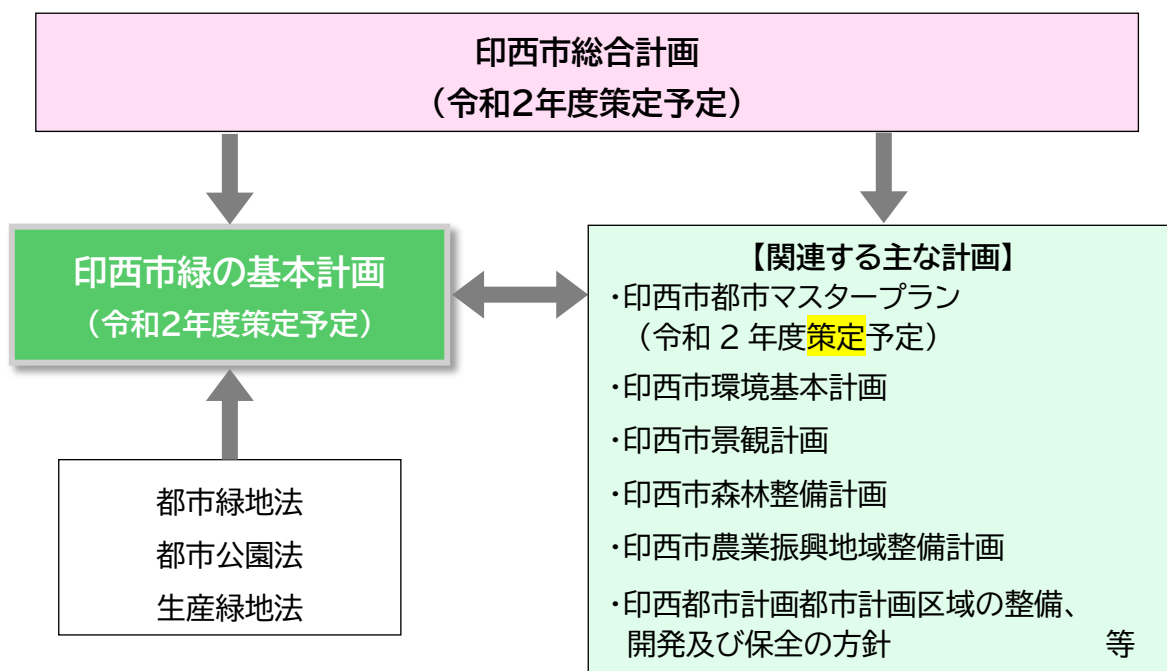 印西市総合計画
（令和2年度策定予定）
印西市緑の基本計画
（令和2年度策定予定）
都市緑地法
都市公園法
生産緑地法
【関連する主な計画】
・印西市都市マスタープラン
（令和 2 年度策定予定）
・印西市環境基本計画
・印西市景観計画
・印西市森林整備計画
・印西市農業振興地域整備計画
・印西都市計画都市計画区域の整備、
開発及び保全の方針 等